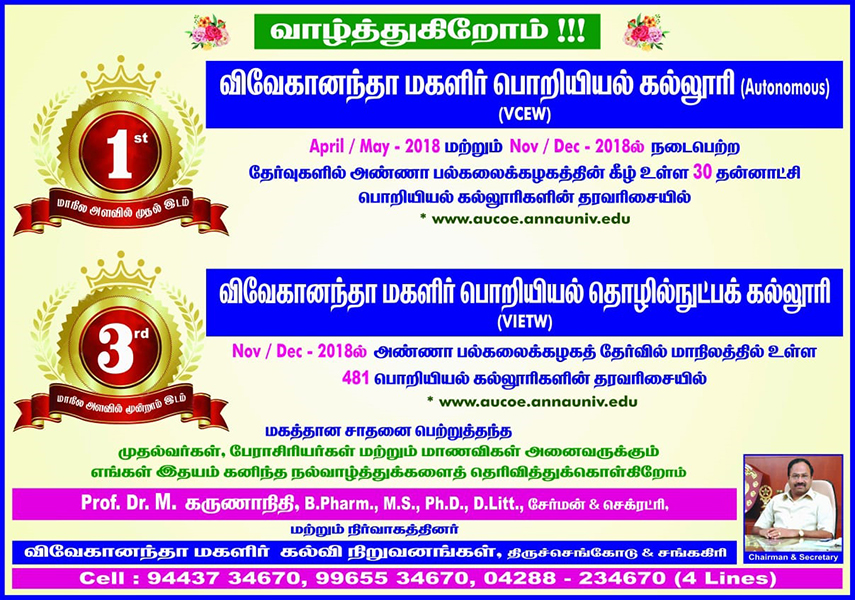 வாழ்த்துகிறோம் !!!
1st
மாநில அளவில் முதல் இடம்
விவேகானந்தா மகளிர் பொறியியல் கல்லூரி (Autonomous)
(VCEW)
April / May - 2018 மற்றும் Nov / Dec - 2018ல் நடைபெற்ற
தேர்வுகளில் அண்ணா பல்கலைக்கழகத்தின் கீழ் உள்ள 30 தன்னாட்சி
பொறியியல் கல்லூரிகளின் தரவரிசையில்
* www.aucoe.annauniv.edu
3rd
மாநில அளவில் மூன்றாம் இடம்
விவேகானந்தா மகளிர் பொறியியல் தொழில்நுட்பக் கல்லூரி
(VIETW)
Nov / Dec - 2018ல் அண்ணா பல்கலைக்கழகத் தேர்வில் மாநிலத்தில் உள்ள
481 பொறியியல் கல்லூரிகளின் தரவரிசையில்
* www.aucoe.annauniv.edu
மகத்தான சாதனை பெற்றுத்தந்த
முதல்வர்கள், பேராசிரியர்கள் மற்றும் மாணவிகள் அனைவருக்கும்
எங்கள் இதயம் கனிந்த நல்வாழ்த்துக்களைத் தெரிவித்துக்கொள்கிறோம்
Prof. Dr. M. கருணாநிதி, B.Pharm., M.S., Ph.D., D.Litt., சேர்மன் & செக்ரட்ரி,
மற்றும் நிர்வாகத்தினர்
விவேகானந்தா மகளிர் கல்வி நிறுவனங்கள், திருச்செங்கோடு & சங்ககிரி
Chairman & Secretary
Cell : 94437 34670, 99655 34670, 04288 - 234670 (4 Lines)